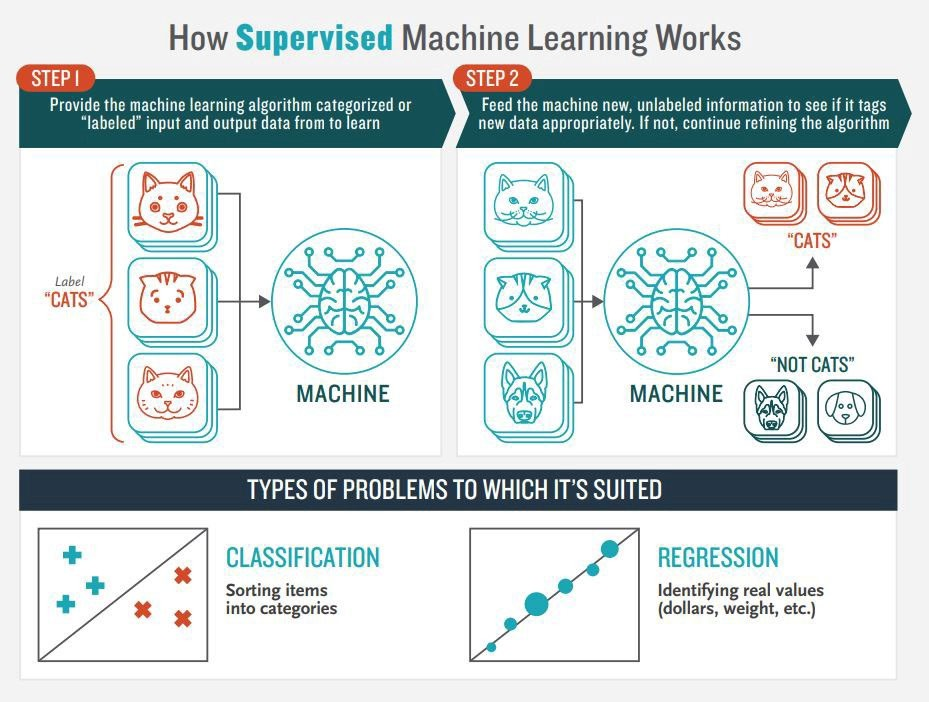 How Supervised Machine Learning Works
STEP 1
Provide the machine learning algorithm categorized or
“labeled” input and output data from to learn
Label
“CATS”
MACHINE
STEP 2
Feed the machine new, unlabeled information to see if it tags
new data appropriately. If not, continue refining the algorithm
MACHINE
“CATS”
“NOT CATS”
TYPES OF PROBLEMS TO WHICH IT’S SUITED
CLASSIFICATION
Sorting items
into categories
REGRESSION
Identifying real values
(dollars, weight, etc.)